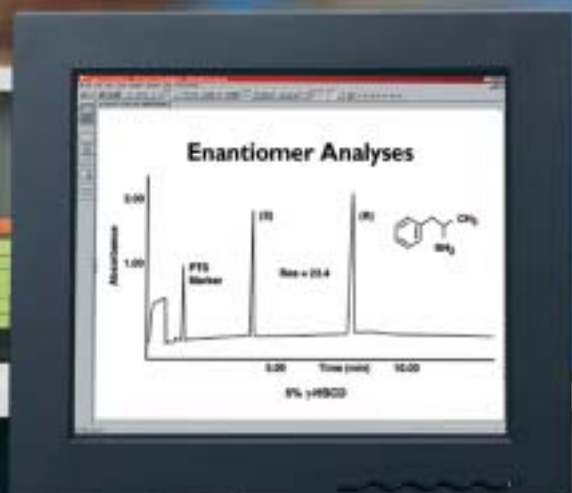 Enantiomer Analyses
2.00
(S)
(R)
CH₃
NH₂
Absorbance
1.00
PTS
Marker
Res = 23.4
5.00
Time (min)
10.00
5% γ-HSCD